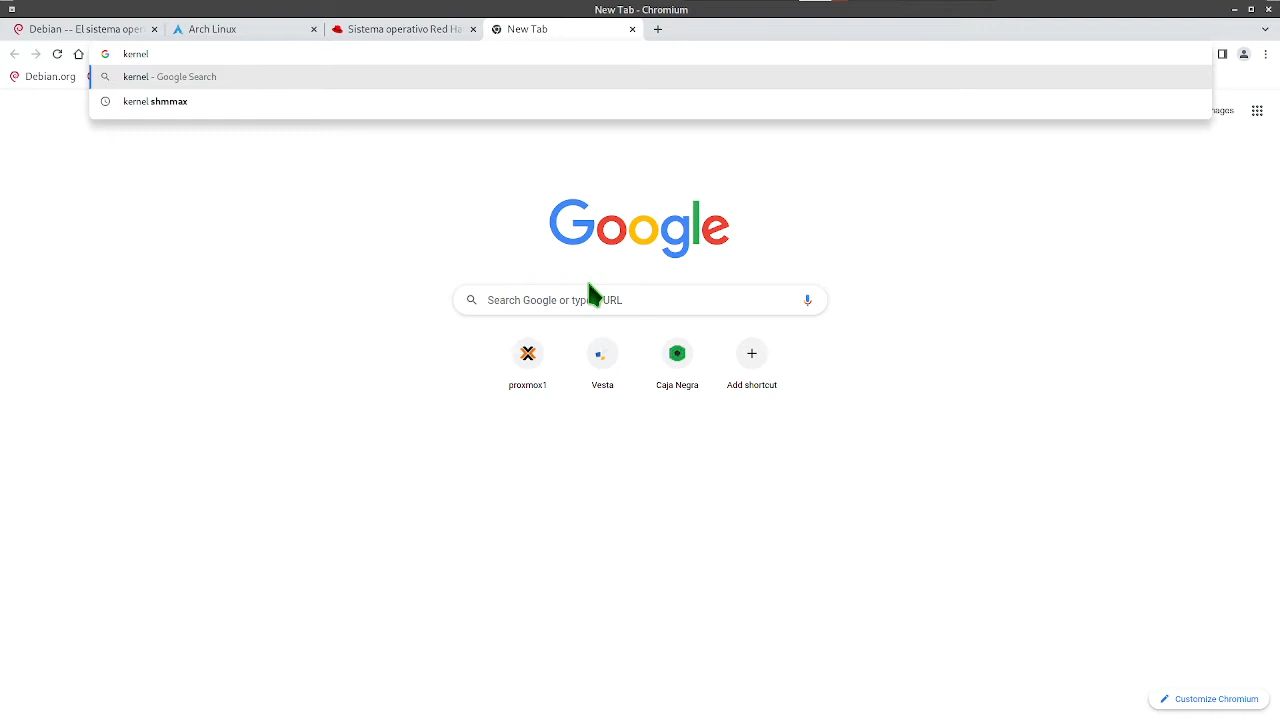 New Tab - Chromium
Debian -- El sistema oper
Arch Linux
Sistema operativo Red Ha
New Tab
kernel
Debian.org
kernel - Google Search
kernel shmmax
Google
Search Google or type URL
proxmox1
Vesta
Caja Negra
Add shortcut
Customize Chromium